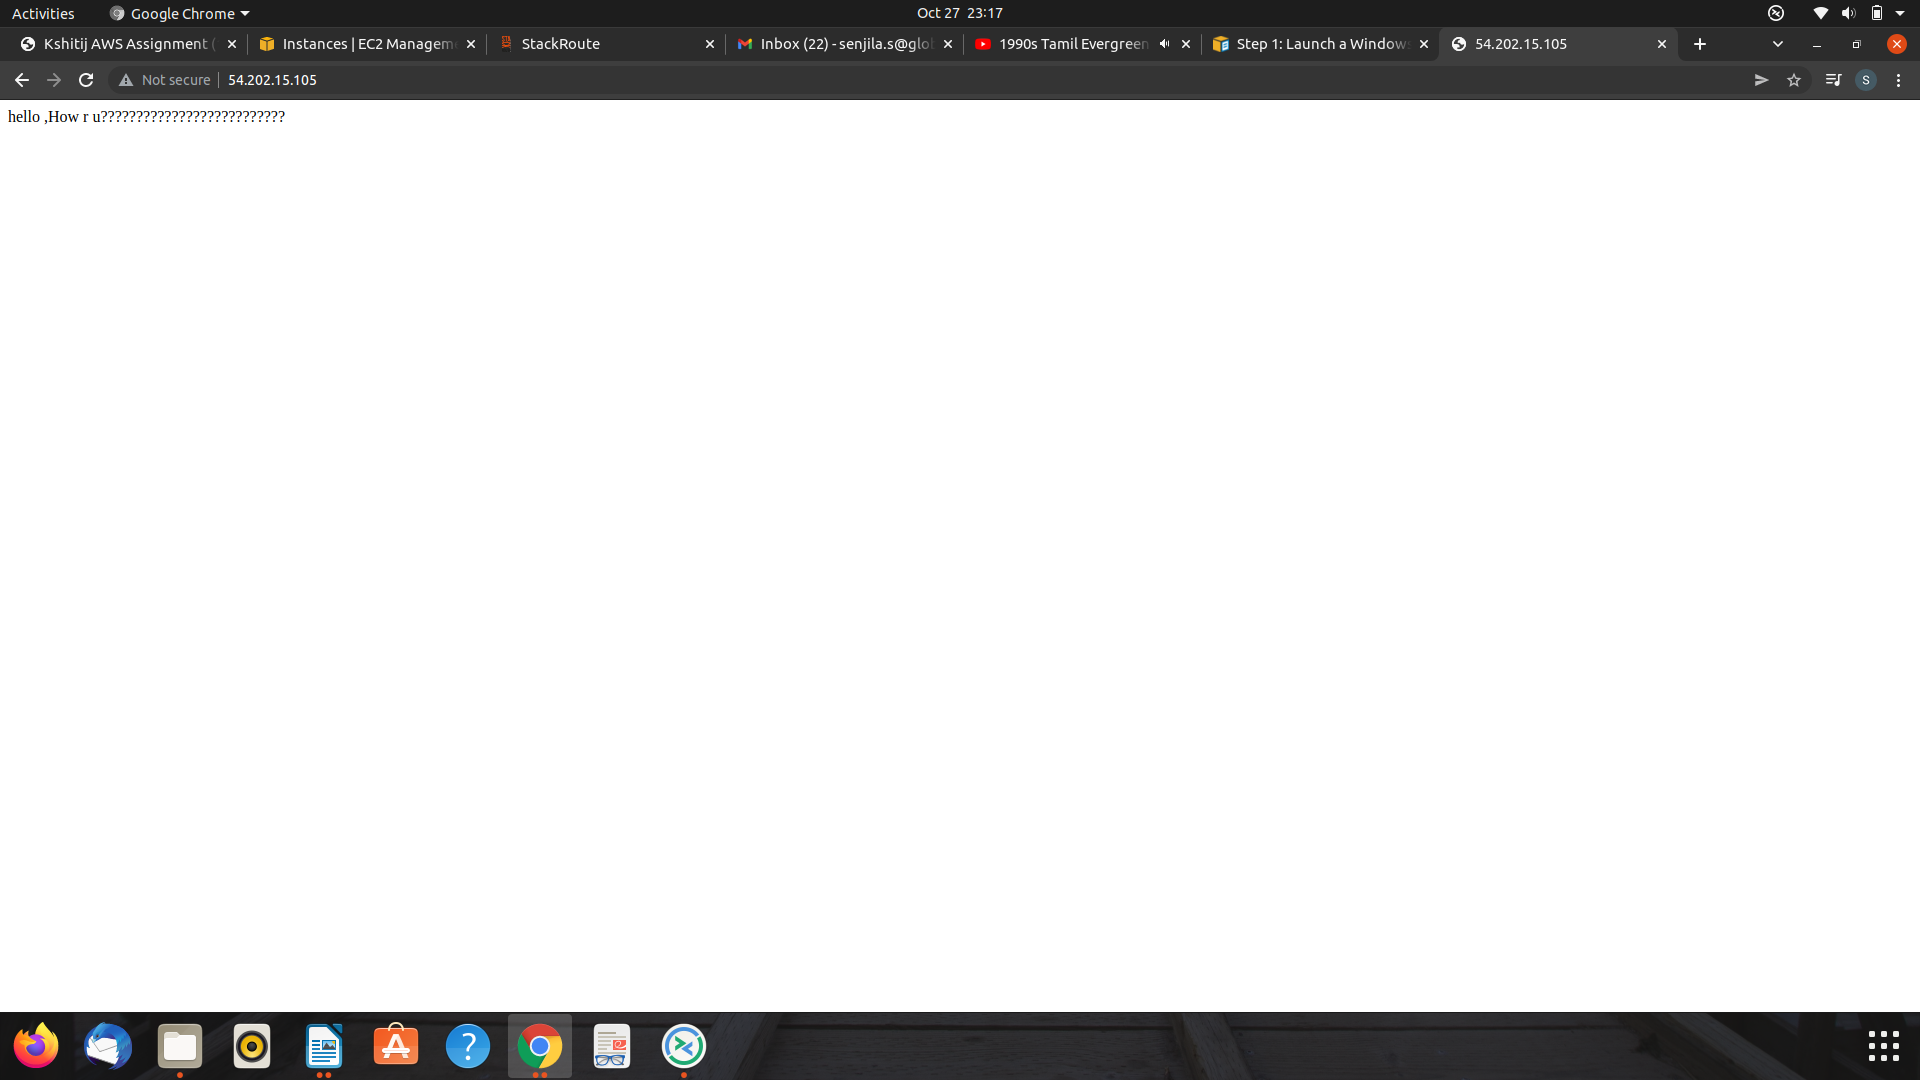 Activities
Google Chrome
Oct 27 23:17
Kshitij AWS Assignment (
Instances | EC2 Managem
StackRoute
Inbox (22) - senjila.s@glo
1990s Tamil Evergreen
Step 1: Launch a Window
54.202.15.105
Not secure
54.202.15.105
S
hello ,How r u??????????????????????????